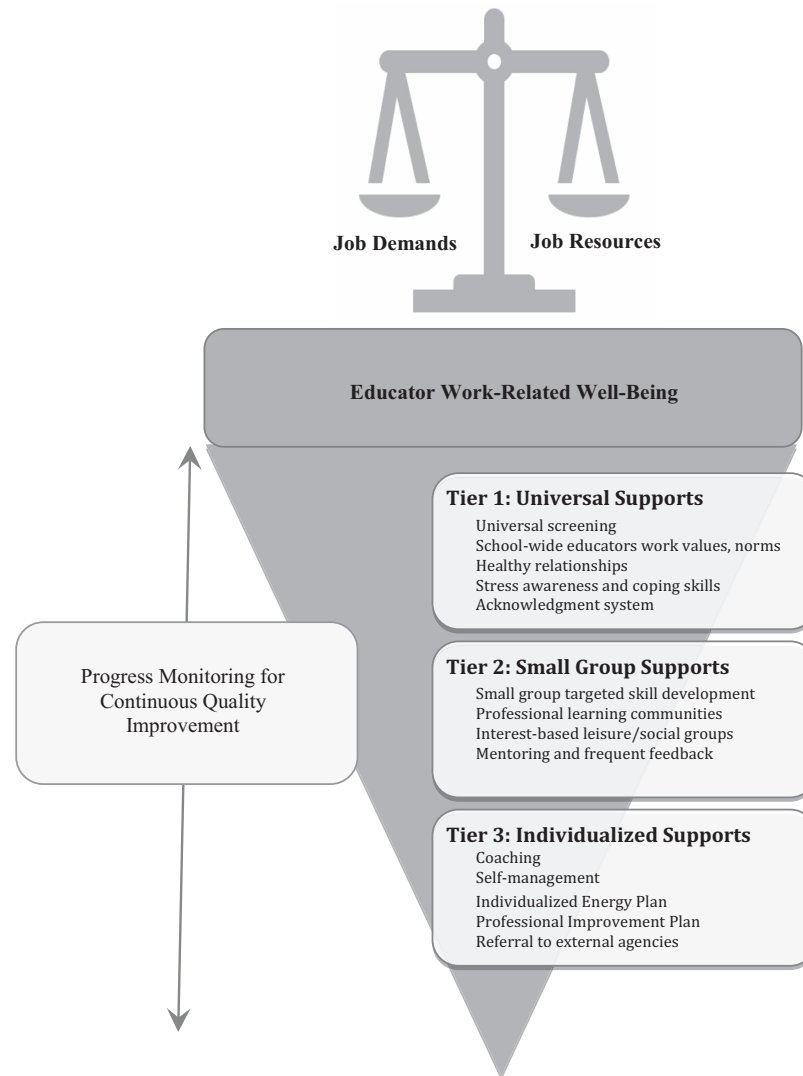 Job Demands
Job Resources
Educator Work-Related Well-Being
Tier 1: Universal Supports
Universal screening
School-wide educators work values, norms
Healthy relationships
Stress awareness and coping skills
Acknowledgment system
Progress Monitoring for
Continuous Quality
Improvement
Tier 2: Small Group Supports
Small group targeted skill development
Professional learning communities
Interest-based leisure/social groups
Mentoring and frequent feedback
Tier 3: Individualized Supports
Coaching
Self-management
Individualized Energy Plan
Professional Improvement Plan
Referral to external agencies